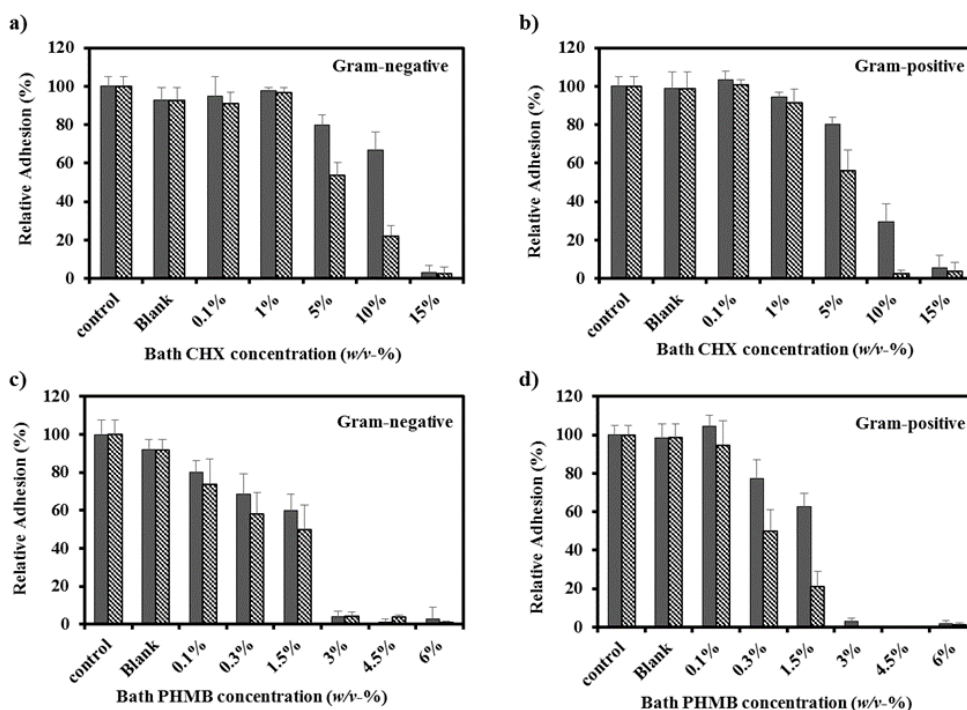 a)
120
100
80
60
40
20
0
Relative Adhesion (%)
Gram-negative
control Blank 0.1% 1% 5% 10% 15%
Bath CHX concentration (w/v-%)
b)
120
100
80
60
40
20
0
Relative Adhesion (%)
Gram-positive
control Blank 0.1% 1% 5% 10% 15%
Bath CHX concentration (w/v-%)
c)
120
100
80
60
40
20
0
Relative Adhesion (%)
Gram-negative
control Blank 0.1% 0.3% 1.5% 3% 4.5% 6%
Bath PHMB concentration (w/v-%)
d)
120
100
80
60
40
20
0
Relative Adhesion (%)
Gram-positive
control Blank 0.1% 0.3% 1.5% 3% 4.5% 6%
Bath PHMB concentration (w/v-%)